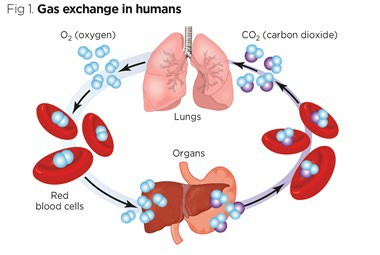 Fig 1. Gas exchange in humans
O₂ (oxygen)
CO₂ (carbon dioxide)
Lungs
Organs
Red
blood cells